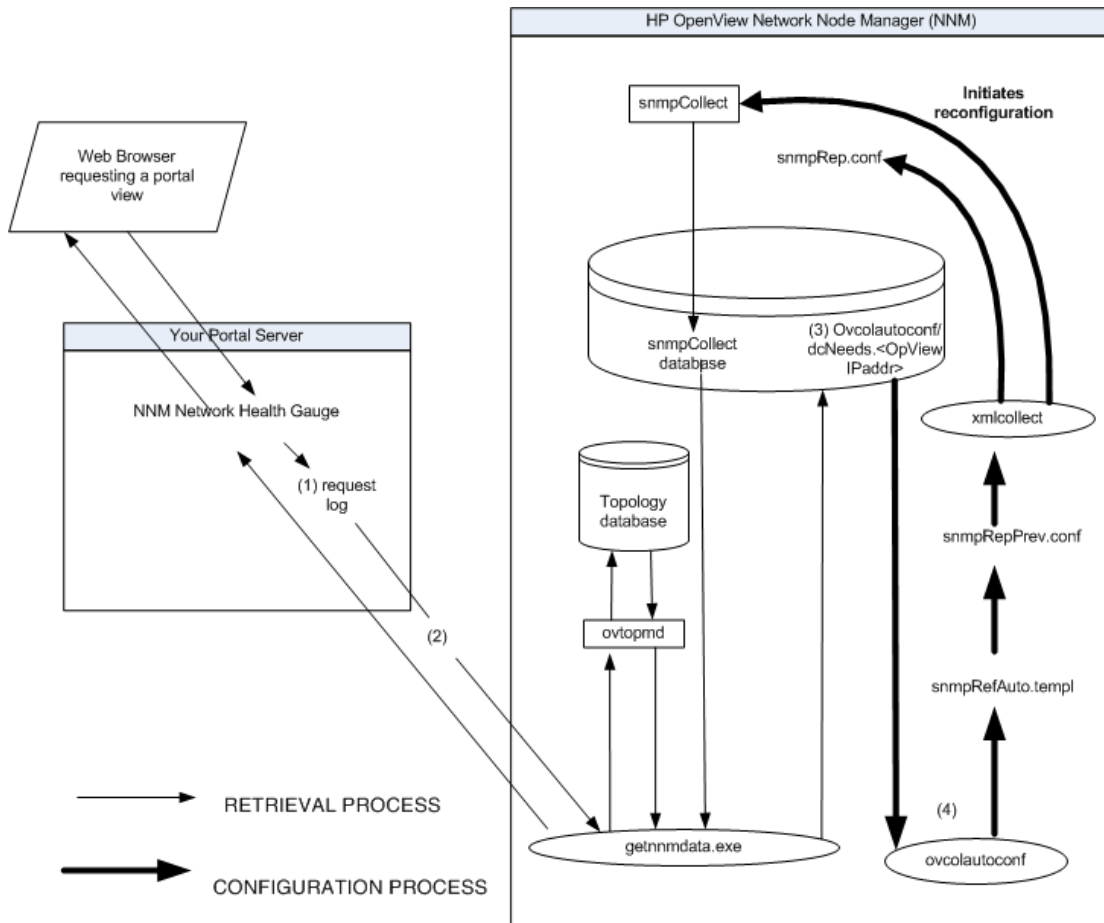 HP OpenView Network Node Manager (NNM)
snmpCollect
Initiates
reconfiguration
snmpRep.conf
Web Browser
requesting a portal
view
Your Portal Server
NNM Network Health Gauge
(1) request
log
snmpCollect
database
(3) Ovcolautoconf/
dcNeeds.<OpView
IPaddr>
xmlcollect
Topology
database
snmpRepPrev.conf
ovtopmd
(2)
snmpRefAuto.templ
RETRIEVAL PROCESS
(4)
getnnmdata.exe
ovcolautoconf
CONFIGURATION PROCESS